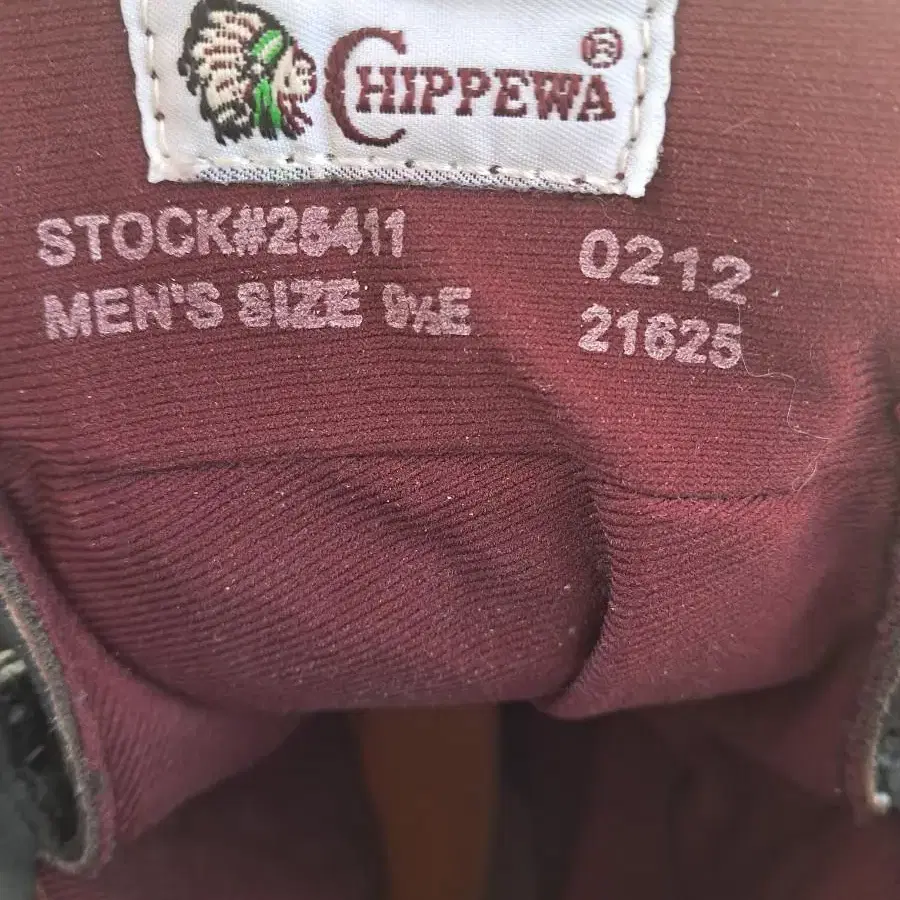 CHIPPEWA®
STOCK#25411
MEN'S SIZE 9½E
0212
21625